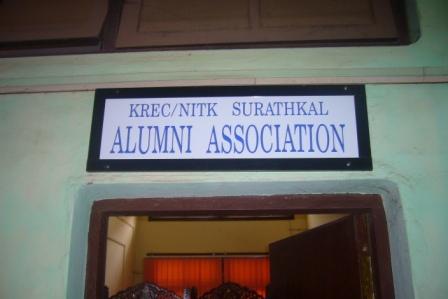 KREC/NITK SURATHKAL
ALUMNI ASSOCIATION